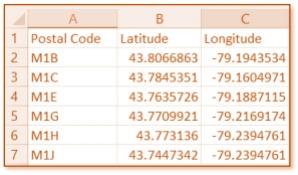 A B C
1 Postal Code Latitude Longitude
2 M1B 43.8066863 -79.1943534
3 M1C 43.7845351 -79.1604971
4 M1E 43.7635726 -79.1887115
5 M1G 43.7709921 -79.2169174
6 M1H 43.773136 -79.2394761
7 M1J 43.7447342 -79.2394761